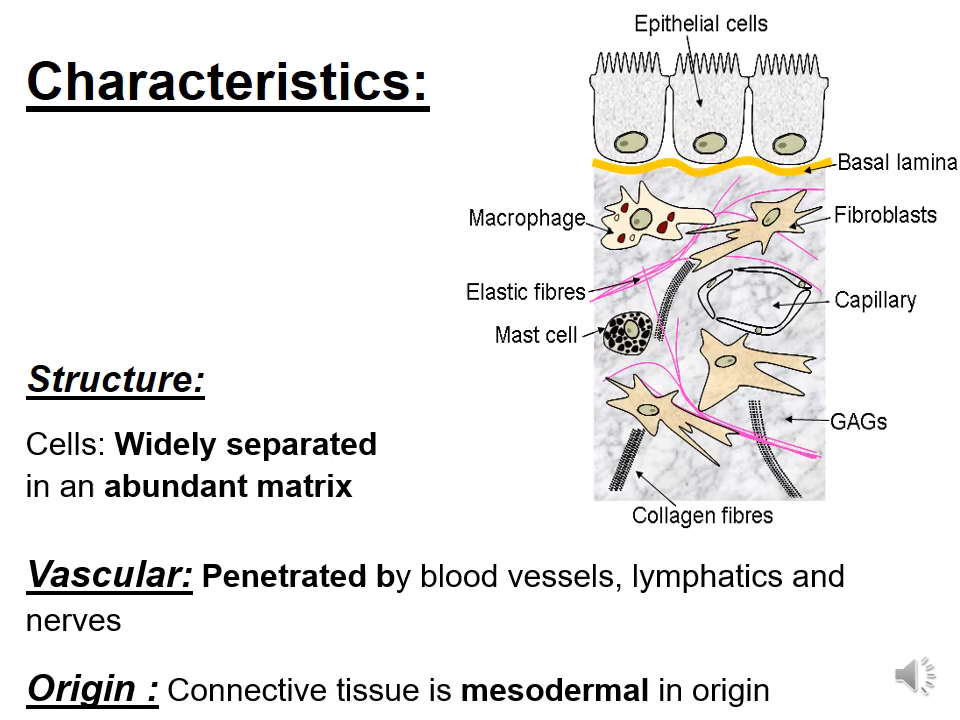 Characteristics:
Epithelial cells
Basal lamina
Macrophage
Fibroblasts
Elastic fibres
Capillary
Mast cell
GAGs
Collagen fibres
Structure:
Cells: Widely separated
in an abundant matrix
Vascular: Penetrated by blood vessels, lymphatics and
nerves
Origin : Connective tissue is mesodermal in origin